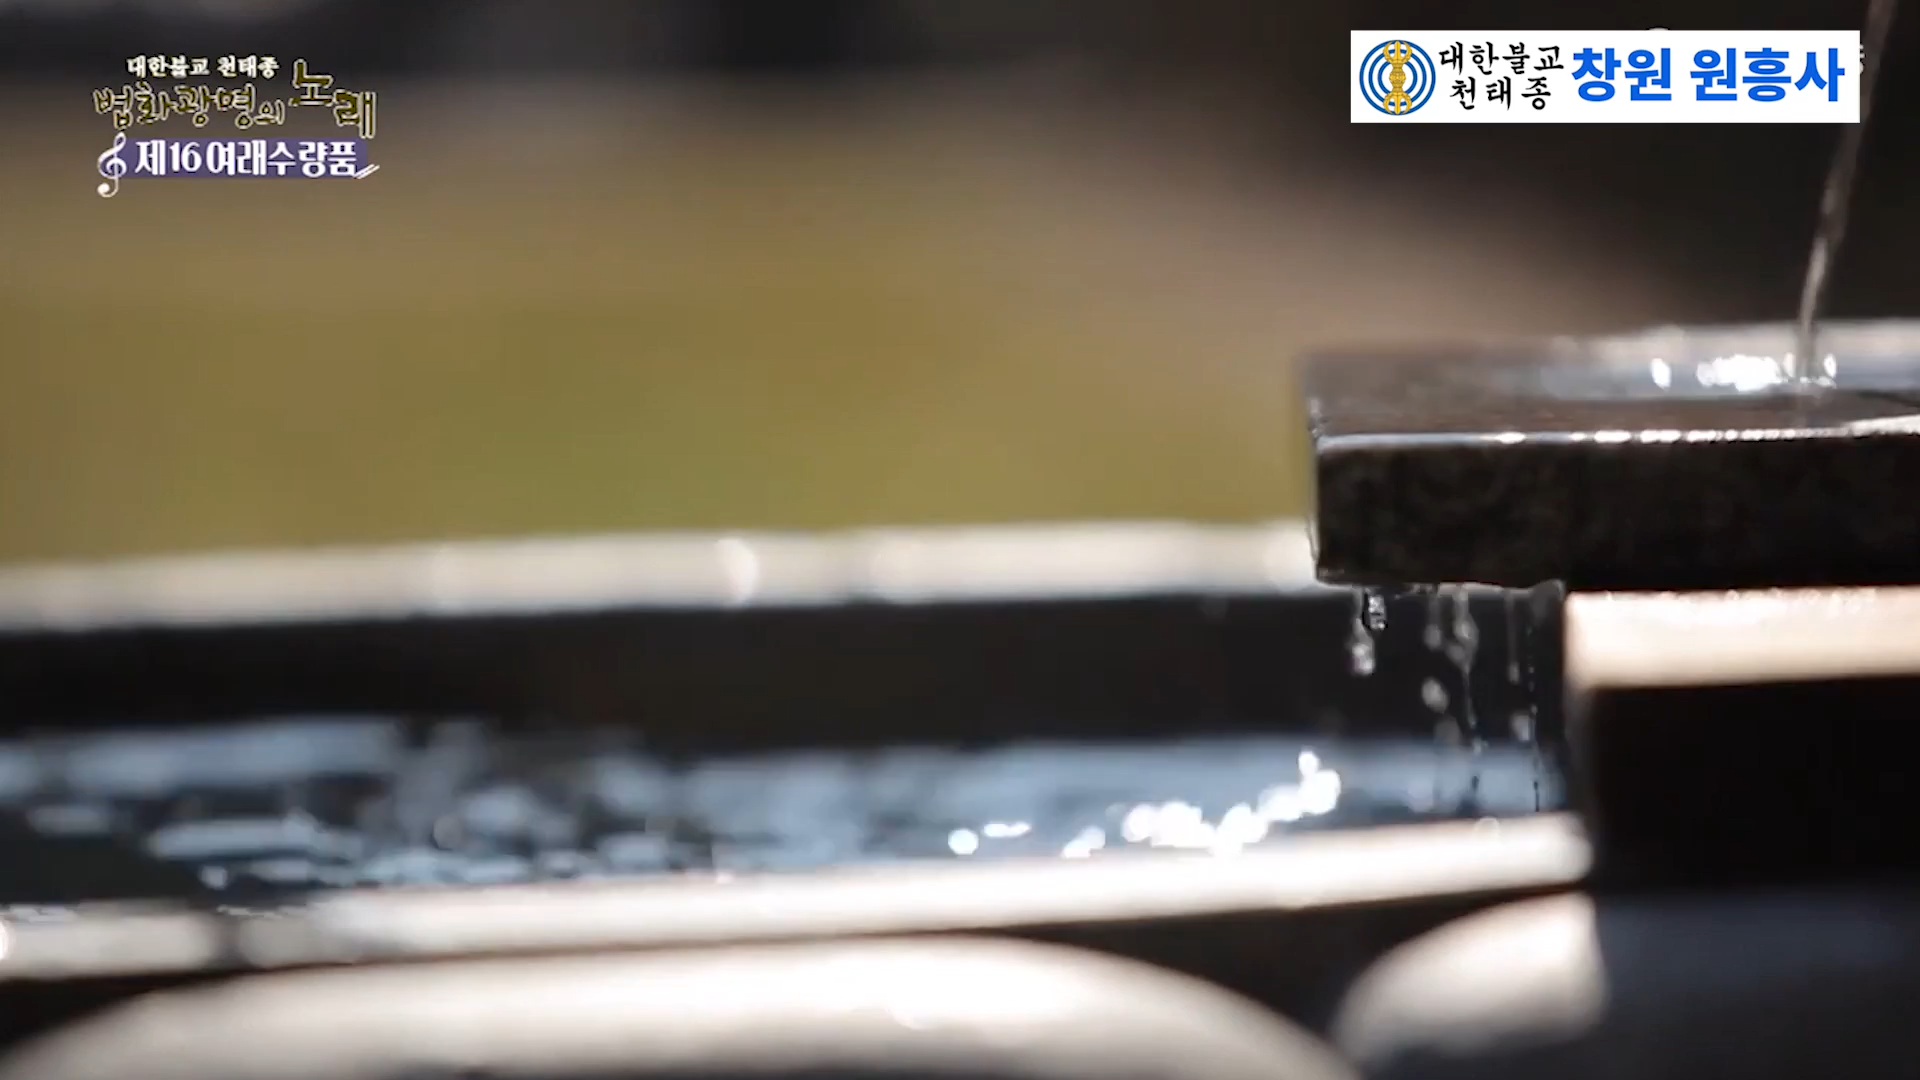 대한불교 천태종
법화광명의 노래
제16 여래수량품
대한불교
천태종
창원 원흥사